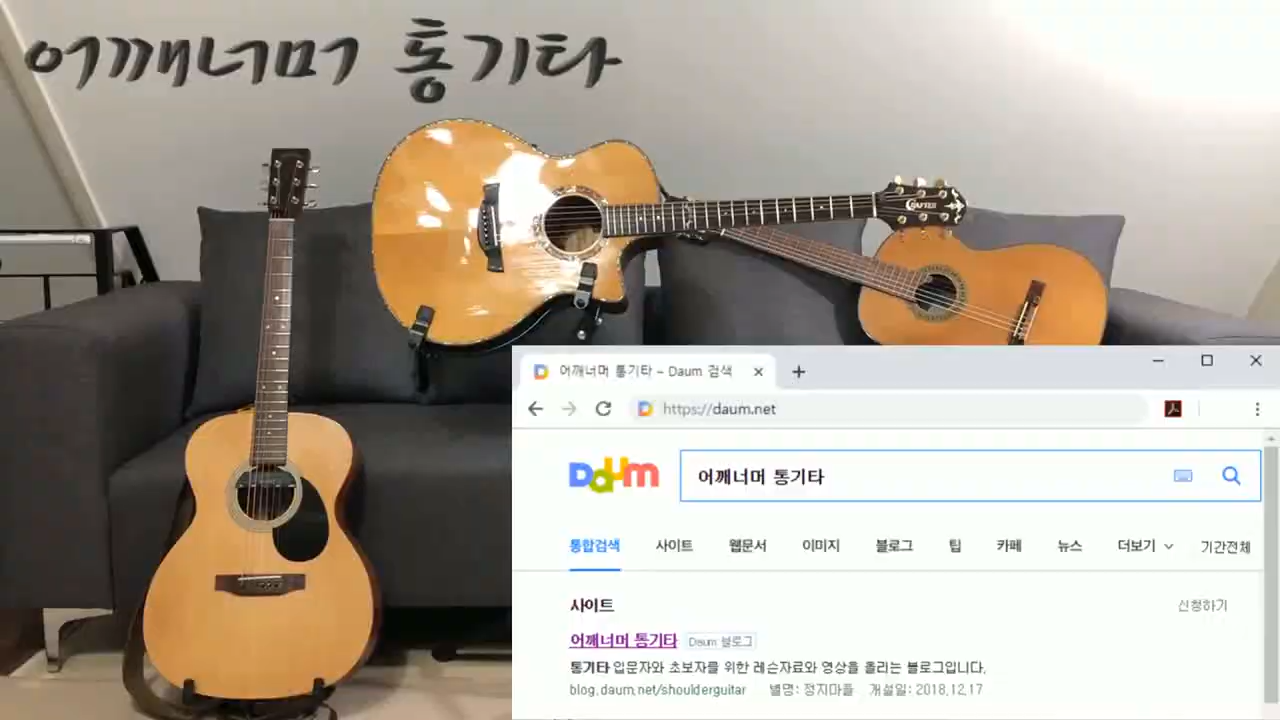 어깨너머 통기타
CRAFTER
어깨너머 통기타 - Daum 검색
https://daum.net
Daum
어깨너머 통기타
통합검색 사이트 웹문서 이미지 블로그 팁 카페 뉴스 더보기 기간전체
사이트 신청하기
어깨너머 통기타 Daum 블로그
통기타 입문자와 초보자를 위한 레슨자료와 영상을 올리는 블로그입니다.
blog.daum.net/shoulderguitar 별명: 정지마을 개설일: 2018.12.17